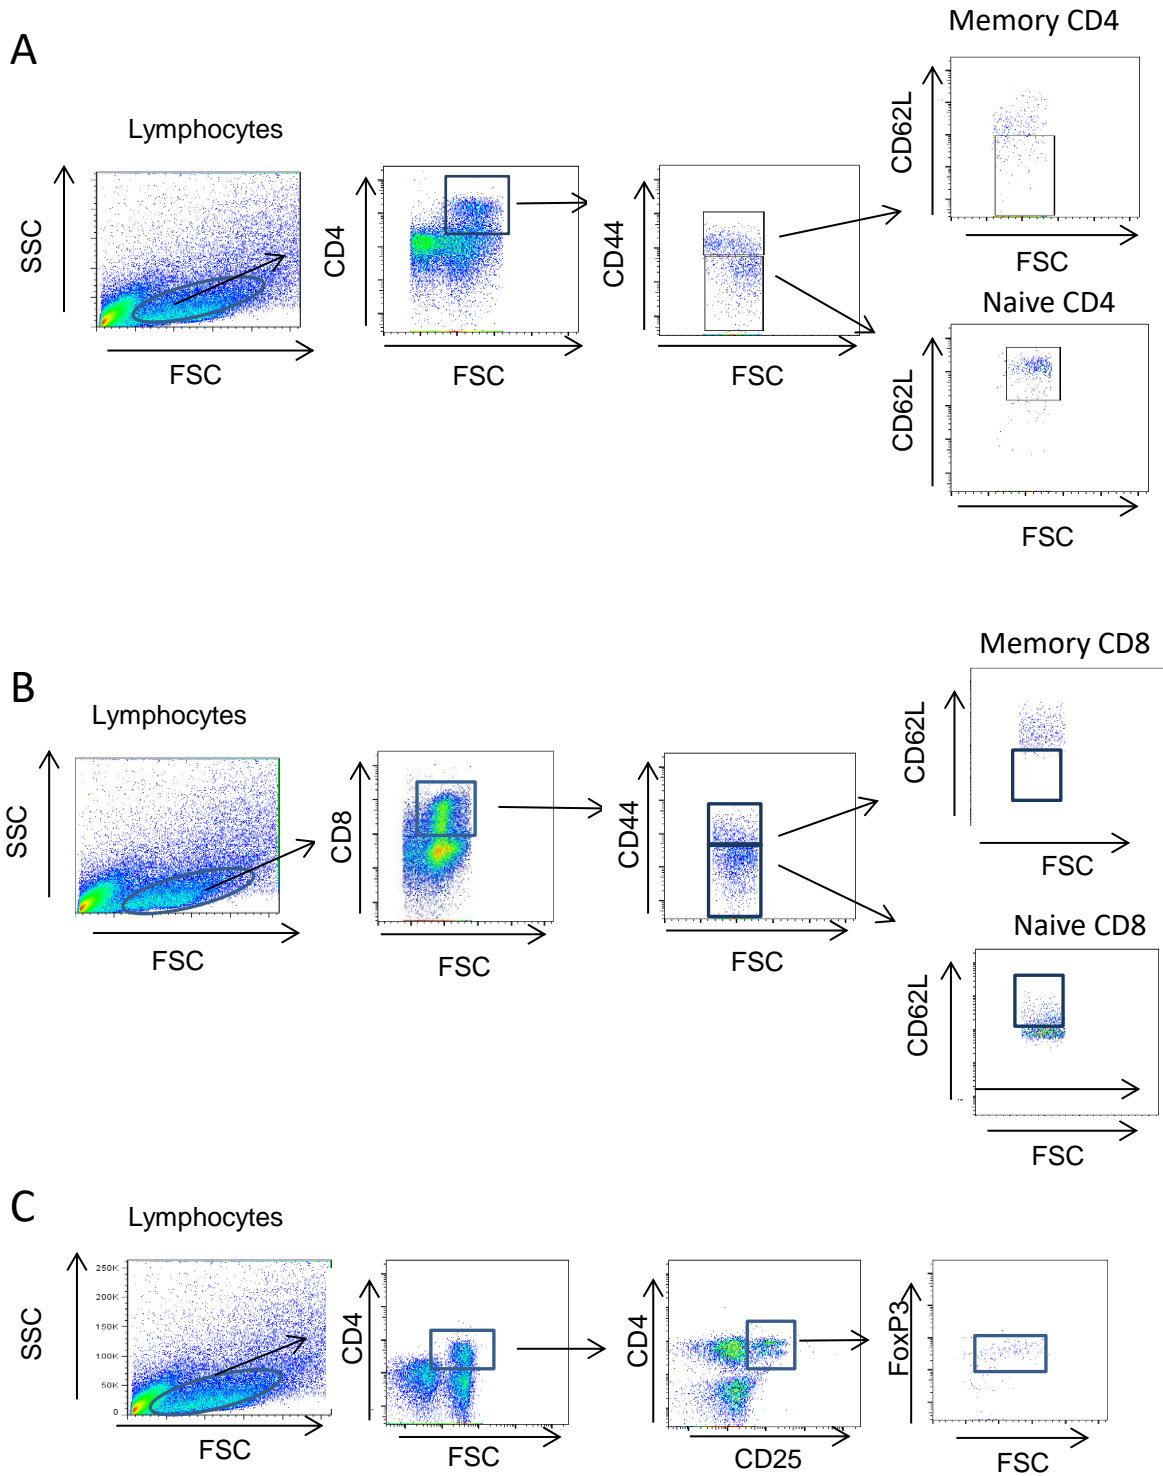 A
Memory CD4
Lymphocytes
SSC
FSC
CD4
FSC
CD44
FSC
CD62L
FSC
Naive CD4
CD62L
FSC
B
Memory CD8
Lymphocytes
SSC
FSC
CD8
FSC
CD44
FSC
CD62L
FSC
Naive CD8
CD62L
FSC
C
Lymphocytes
SSC
250K
200K
150K
100K
50K
0
FSC
CD4
FSC
CD4
CD25
FoxP3
FSC